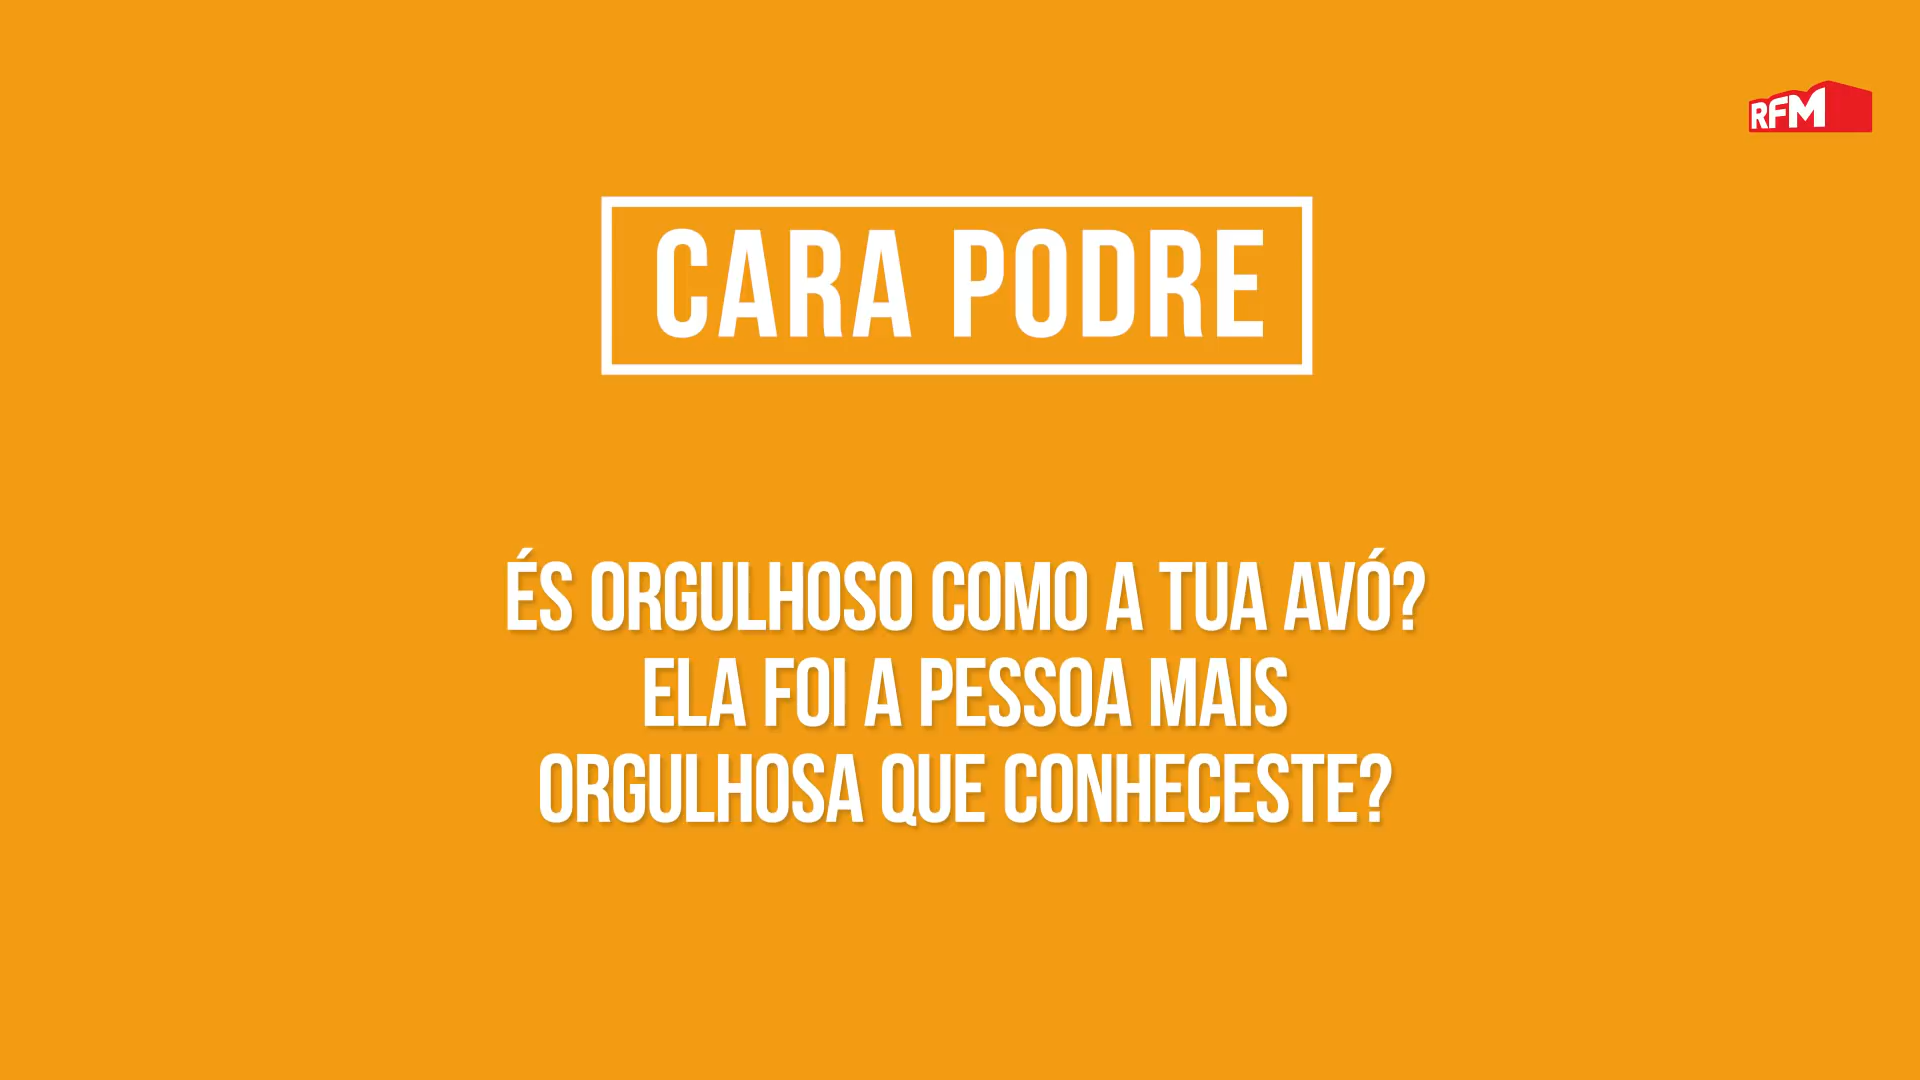 RFM
CARA PODRE
ÉS ORGULHOSO COMO A TUA AVÓ?
ELA FOI A PESSOA MAIS
ORGULHOSA QUE CONHECESTE?